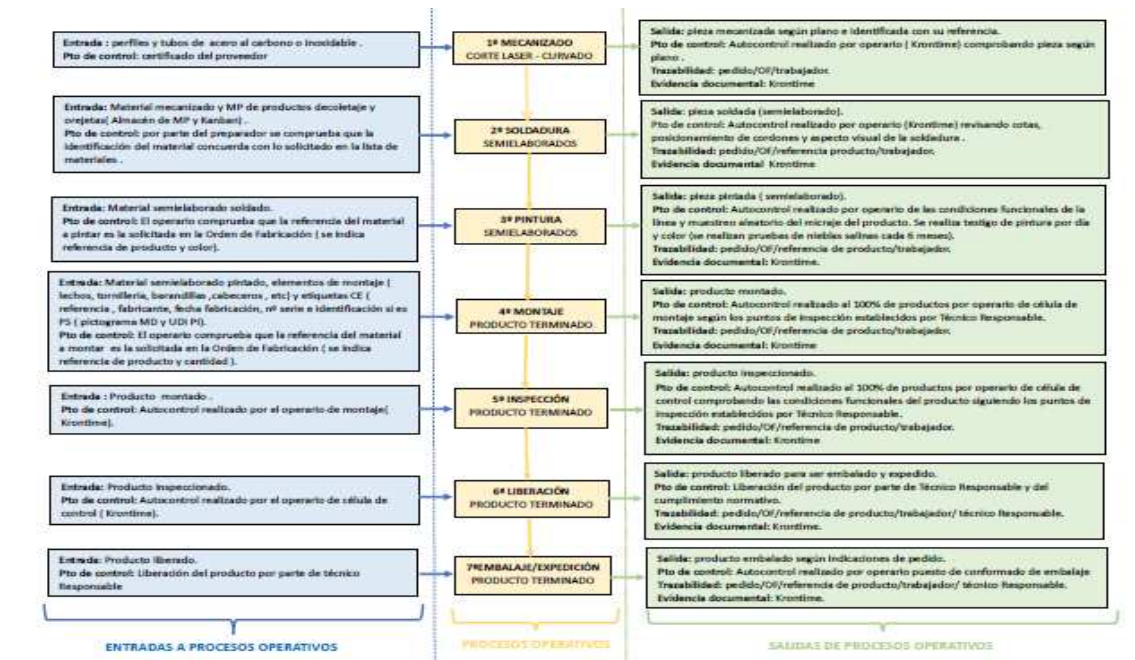 Entrada : perfiles y tubos de acero al carbono o inoxidable .
Pto de control: certificado del proveedor
1º MECANIZADO
CORTE LASER - CURVADO
Salida: pieza mecanizada según plano e identificada con su referencia.
Pto de control: Autocontrol realizado por operario ( Krontime) comprobando pieza según
plano .
Trazabilidad: pedido/OF/trabajador.
Evidencia documental: Krontime
Entrada: Material mecanizado y MP de productos decoletaje y
orejetas( Almacén de MP y Kanban) .
Pto de control: por parte del preparador se comprueba que la
identificación del material concuerda con lo solicitado en la lista de
materiales .
2º SOLDADURA
SEMIELABORADOS
Salida: pieza soldada (semielaborado).
Pto de control: Autocontrol realizado por operario (Krontime) revisando cotas,
posicionamiento de cordones y aspecto visual de la soldadura .
Trazabilidad: pedido/OF/referencia producto/trabajador.
Evidencia documental Krontime
Entrada: Material semielaborado soldado.
Pto de control: El operario comprueba que la referencia del material
a pintar es la solicitada en la Orden de Fabricación ( se indica
referencia de producto y color).
3º PINTURA
SEMIELABORADOS
Salida: pieza pintada ( semielaborado).
Pto de control: Autocontrol realizado por operario de las condiciones funcionales de la
línea y muestreo aleatorio del micraje del producto. Se realiza testigo de pintura por día
y color (se realizan pruebas de nieblas salinas cada 6 meses).
Trazabilidad: pedido/OF/referencia de producto/trabajador.
Evidencia documental: Krontime.
Entrada: Material semielaborado pintado, elementos de montaje (
lechos, tornillería, barandillas ,cabeceros , etc) y etiquetas CE (
referencia , fabricante, fecha fabricación, nº serie e identificación si es
PS ( pictograma MD y UDI PI).
Pto de control: El operario comprueba que la referencia del material
a montar es la solicitada en la Orden de Fabricación ( se indica
referencia de producto y cantidad ).
4º MONTAJE
PRODUCTO TERMINADO
Salida: producto montado.
Pto de control: Autocontrol realizado al 100% de productos por operario de célula de
montaje según los puntos de inspección establecidos por Técnico Responsable.
Trazabilidad: pedido/OF/referencia de producto/trabajador.
Evidencia documental: Krontime
Entrada : Producto montado .
Pto de control: Autocontrol realizado por el operario de montaje(
Krontime).
5º INSPECCIÓN
PRODUCTO TERMINADO
Salida: producto inspeccionado.
Pto de control: Autocontrol realizado al 100% de productos por operario de célula de
control comprobando las condiciones funcionales del producto siguiendo los puntos de
inspección establecidos por Técnico Responsable.
Trazabilidad: pedido/OF/referencia de producto/trabajador.
Evidencia documental: Krontime
Entrada: Producto inspeccionado.
Pto de control: Autocontrol realizado por el operario de célula de
control ( Krontime).
6º LIBERACIÓN
PRODUCTO TERMINADO
Salida: producto liberado para ser embalado y expedido.
Pto de control: Liberación del producto por parte de Técnico Responsable y del
cumplimiento normativo.
Trazabilidad: pedido/OF/referencia de producto/trabajador/ técnico Responsable.
Evidencia documental: Krontime.
Entrada: Producto liberado.
Pto de control: Liberación del producto por parte de técnico
Responsable
7ºEMBALAJE/EXPEDICIÓN
PRODUCTO TERMINADO
Salida: producto embalado según indicaciones de pedido.
Pto de control: Autocontrol realizado por operario puesto de conformado de embalaje
Trazabilidad: pedido/OF/referencia de producto/trabajador/ técnico Responsable.
Evidencia documental: Krontime.
ENTRADAS A PROCESOS OPERATIVOS
PROCESOS OPERATIVOS
SALIDAS DE PROCESOS OPERATIVOS